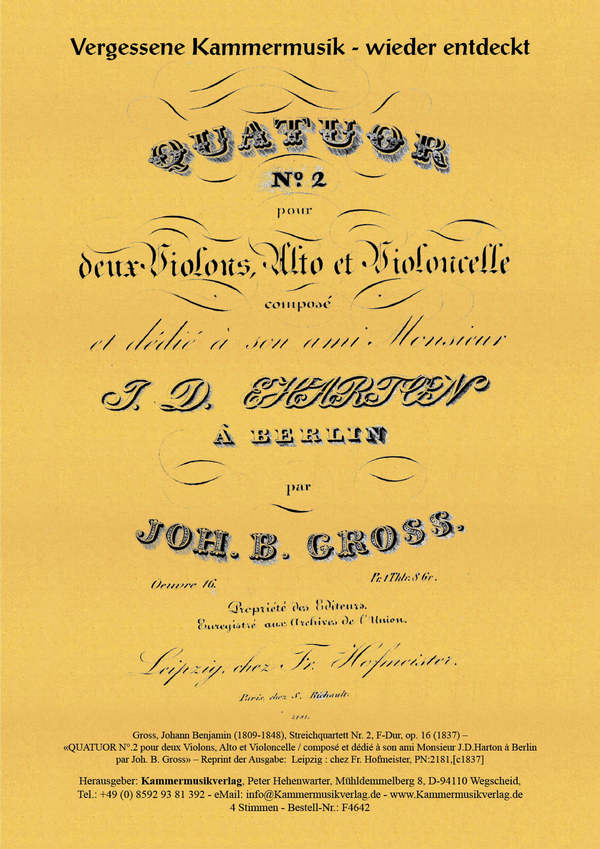 Vergessene Kammermusik - wieder entdeckt
QUATUOR
Nº. 2
pour
deux Violons, Alto et Violoncelle
composé
et dédié à son ami Monsieur
J. D. HARTON
À BERLIN
par
JOH. B. GROSS.
Oeuvre 16. Pr. 1 Thlr. 8 Gr.
Propriété des Editeurs.
Enregistré aux Archives de l'Union.
Leipzig, chez Fr. Hofmeister.
Paris, chez S. Richault.
2181.
Gross, Johann Benjamin (1809-1848), Streichquartett Nr. 2, F-Dur, op. 16 (1837) –
«QUATUOR N°.2 pour deux Violons, Alto et Violoncelle / composé et dédié à son ami Monsieur J.D.Harton à Berlin
par Joh. B. Gross» – Reprint der Ausgabe: Leipzig : chez Fr. Hofmeister, PN:2181,[c1837]
Herausgeber: Kammermusikverlag, Peter Hehenwarter, Mühldemmelberg 8, D-94110 Wegscheid,
Tel.: +49 (0) 8592 93 81 392 - eMail: info@Kammermusikverlag.de - www.Kammermusikverlag.de
4 Stimmen - Bestell-Nr.: F4642